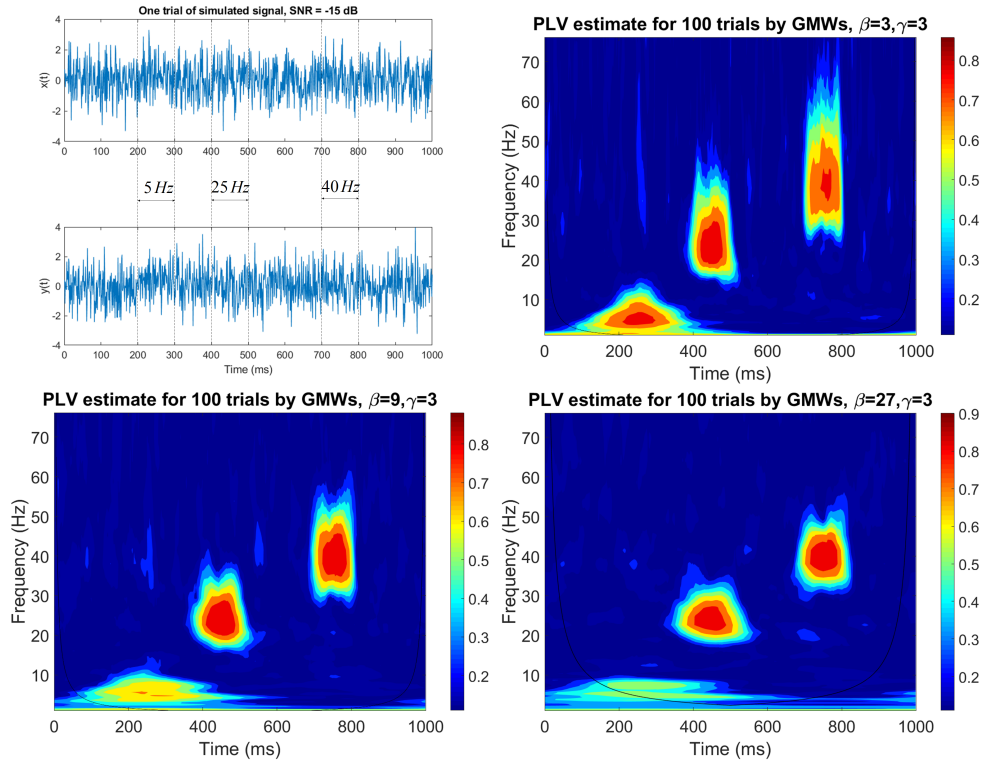 One trial of simulated signal, SNR = -15 dB
4
2
0
-2
-4
x(t)
0 100 200 300 400 500 600 700 800 900 1000
5 Hz 25 Hz 40 Hz
4
2
0
-2
-4
y(t)
0 100 200 300 400 500 600 700 800 900 1000
Time (ms)
PLV estimate for 100 trials by GMWs, β=3,γ=3
70
60
50
40
30
20
10
Frequency (Hz)
0 200 400 600 800 1000
Time (ms)
0.8
0.7
0.6
0.5
0.4
0.3
0.2
PLV estimate for 100 trials by GMWs, β=9,γ=3
70
60
50
40
30
20
10
Frequency (Hz)
0 200 400 600 800 1000
Time (ms)
0.8
0.7
0.6
0.5
0.4
0.3
0.2
PLV estimate for 100 trials by GMWs, β=27,γ=3
70
60
50
40
30
20
10
Frequency (Hz)
0 200 400 600 800 1000
Time (ms)
0.9
0.8
0.7
0.6
0.5
0.4
0.3
0.2